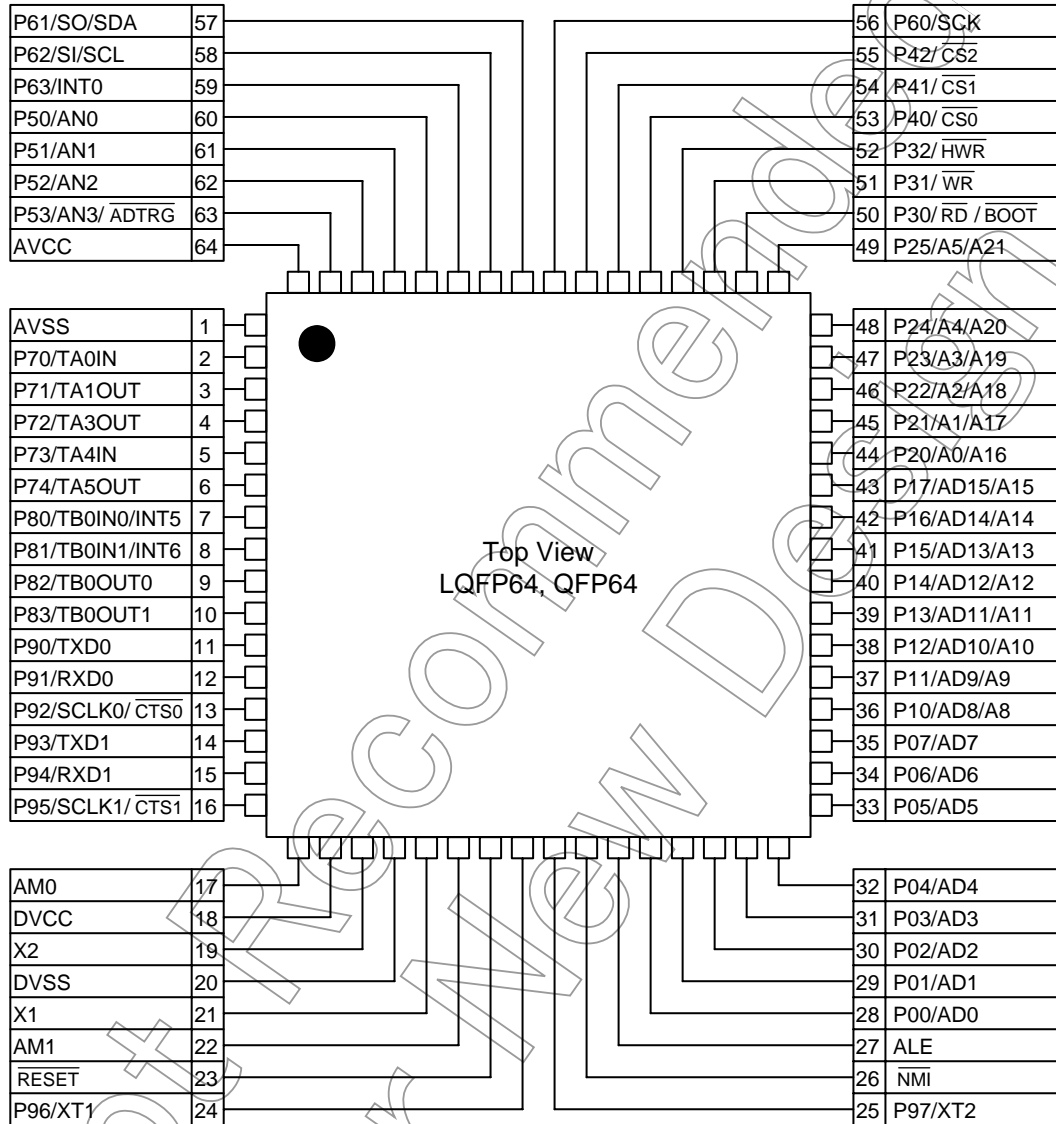 P61/SO/SDA 57
P62/SI/SCL 58
P63/INT0 59
P50/AN0 60
P51/AN1 61
P52/AN2 62
P53/AN3/ADTRG 63
AVCC 64
56 P60/SCK
55 P42/CS2
54 P41/CS1
53 P40/CS0
52 P32/HWR
51 P31/WR
50 P30/RD/BOOT
49 P25/A5/A21
AVSS 1
P70/TA0IN 2
P71/TA1OUT 3
P72/TA3OUT 4
P73/TA4IN 5
P74/TA5OUT 6
P80/TB0IN0/INT5 7
P81/TB0IN1/INT6 8
P82/TB0OUT0 9
P83/TB0OUT1 10
P90/TXD0 11
P91/RXD0 12
P92/SCLK0/CTS0 13
P93/TXD1 14
P94/RXD1 15
P95/SCLK1/CTS1 16
Top View
LQFP64, QFP64
48 P24/A4/A20
47 P23/A3/A19
46 P22/A2/A18
45 P21/A1/A17
44 P20/A0/A16
43 P17/AD15/A15
42 P16/AD14/A14
41 P15/AD13/A13
40 P14/AD12/A12
39 P13/AD11/A11
38 P12/AD10/A10
37 P11/AD9/A9
36 P10/AD8/A8
35 P07/AD7
34 P06/AD6
33 P05/AD5
AM0 17
DVCC 18
X2 19
DVSS 20
X1 21
AM1 22
RESET 23
P96/XT1 24
32 P04/AD4
31 P03/AD3
30 P02/AD2
29 P01/AD1
28 P00/AD0
27 ALE
26 NMI
25 P97/XT2
ot Recommended
r New Design